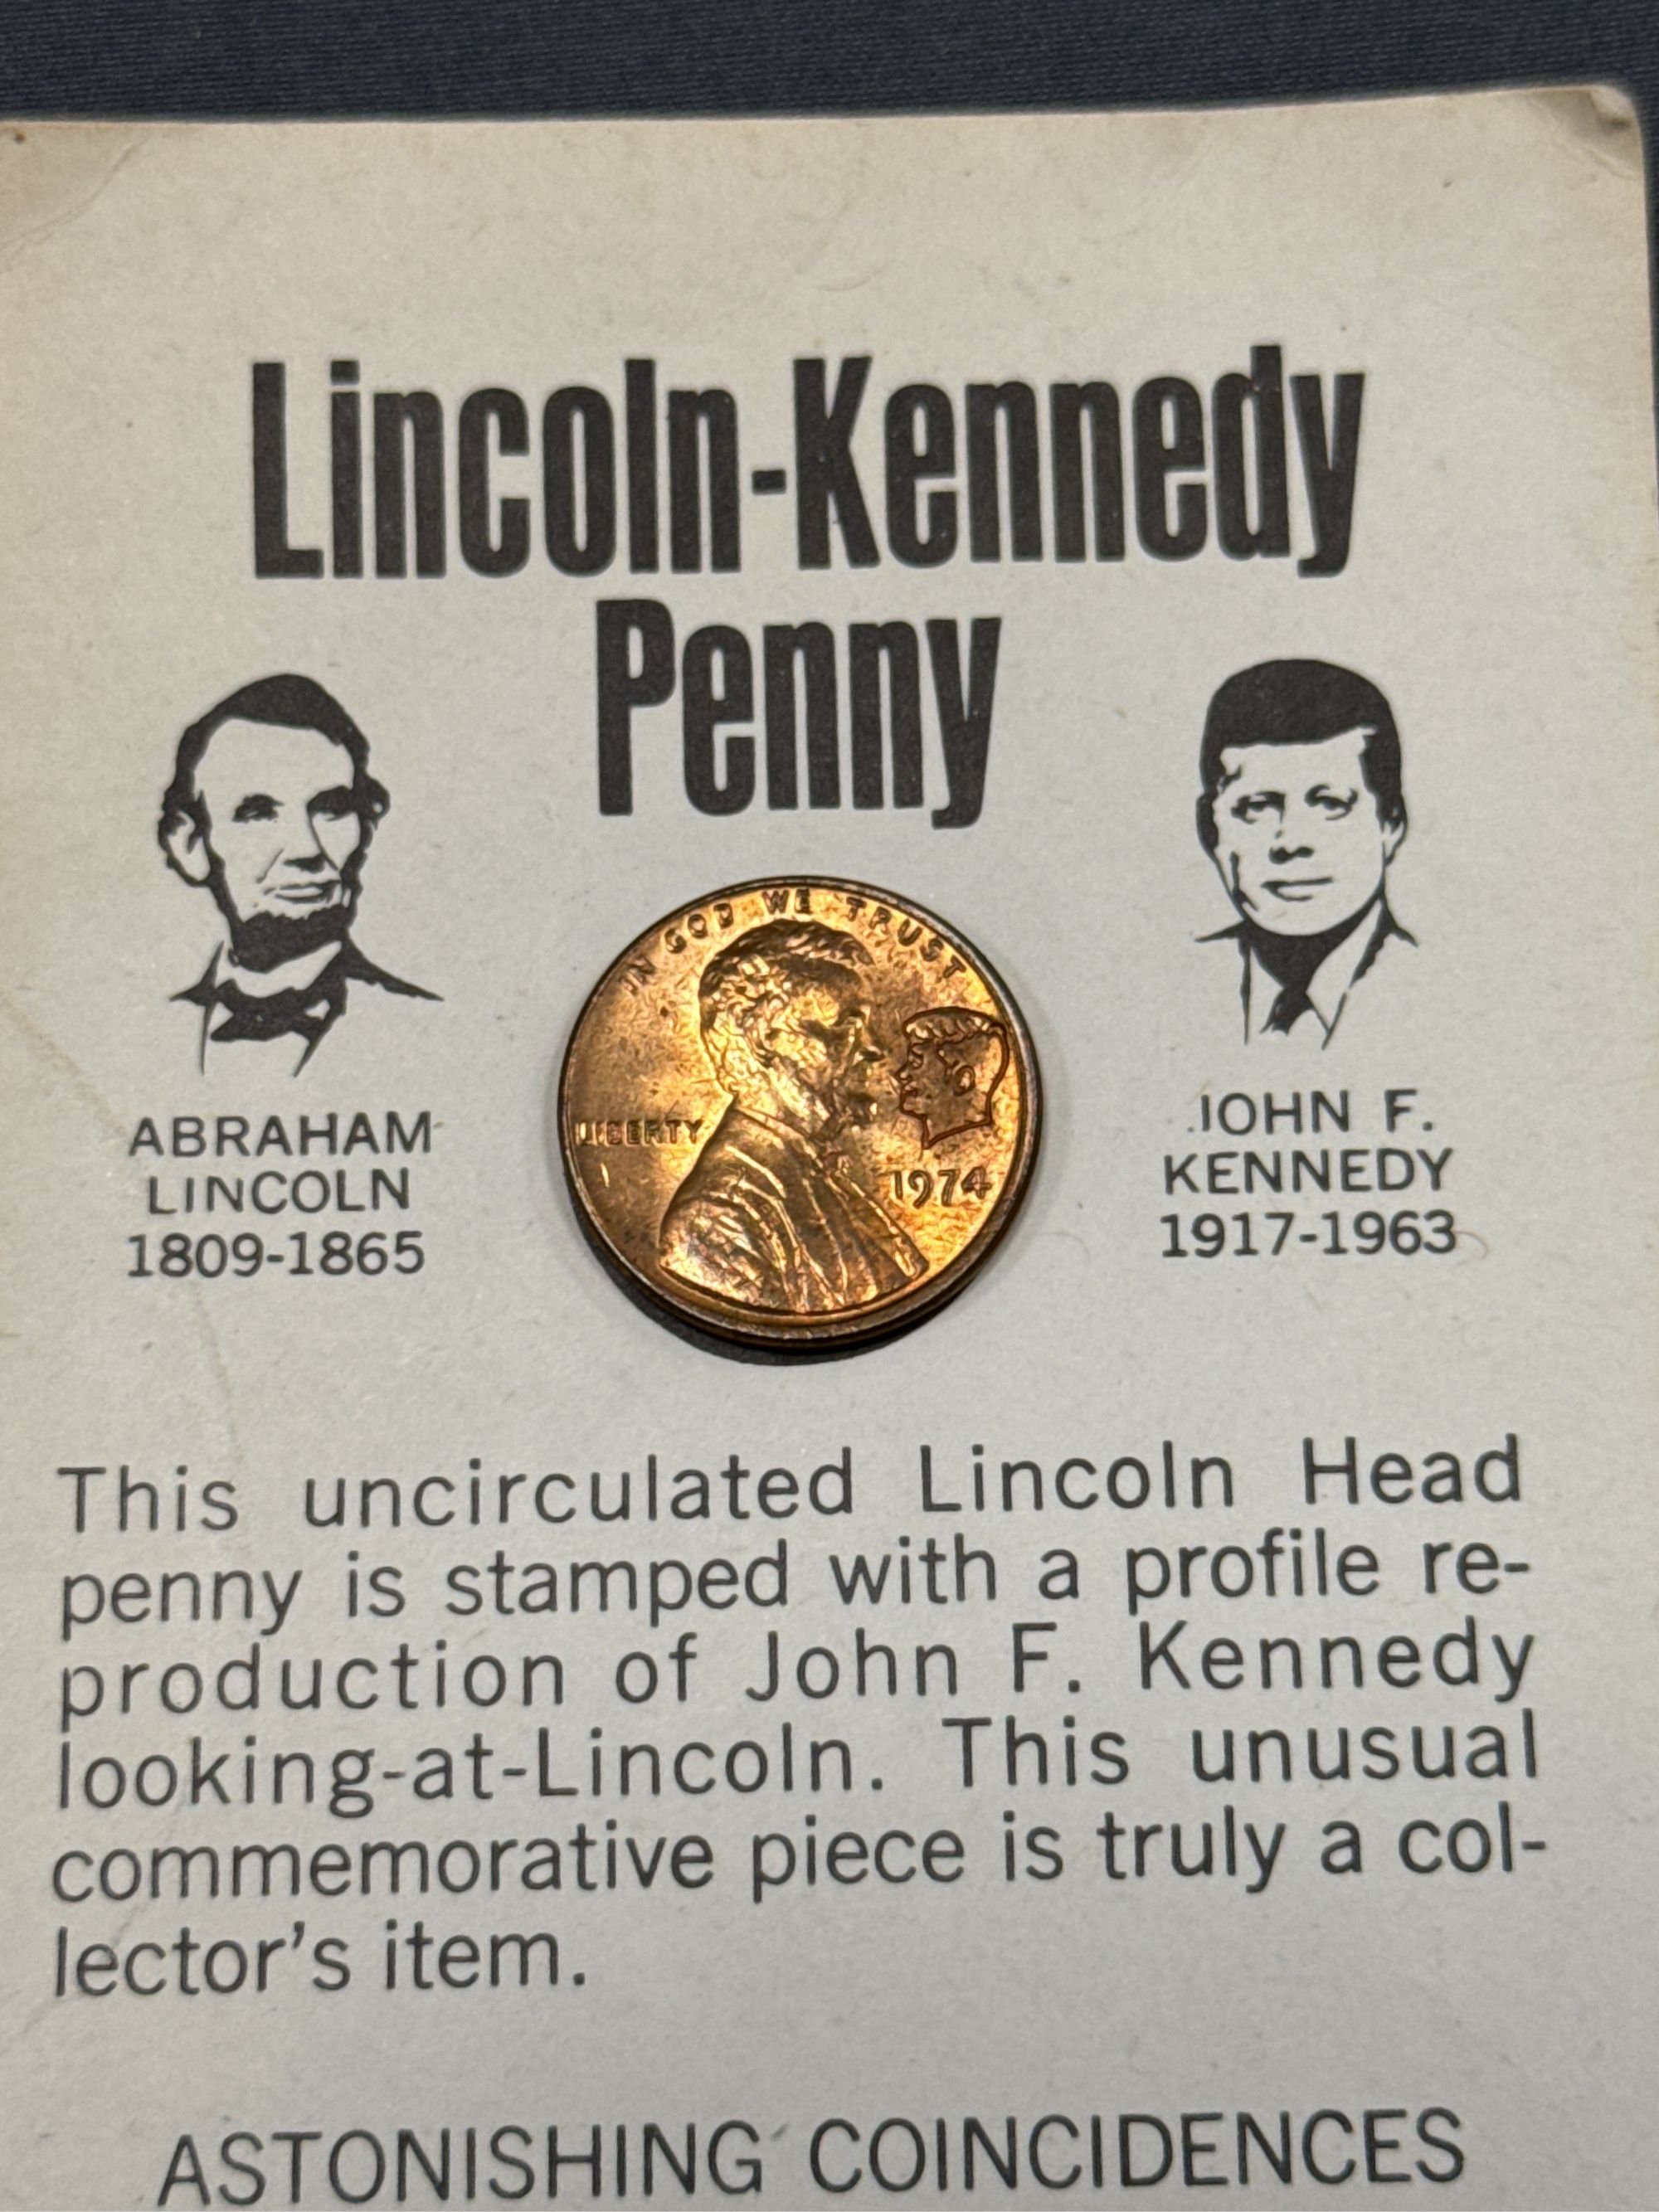 Lincoln-Kennedy
Penny
ABRAHAM
LINCOLN
1809-1865
IN GOD WE TRUST
LIBERTY
1974
JOHN F.
KENNEDY
1917-1963
This uncirculated Lincoln Head
penny is stamped with a profile re-
production of John F. Kennedy
looking-at-Lincoln. This unusual
commemorative piece is truly a col-
lector's item.
ASTONISHING COINCIDENCES